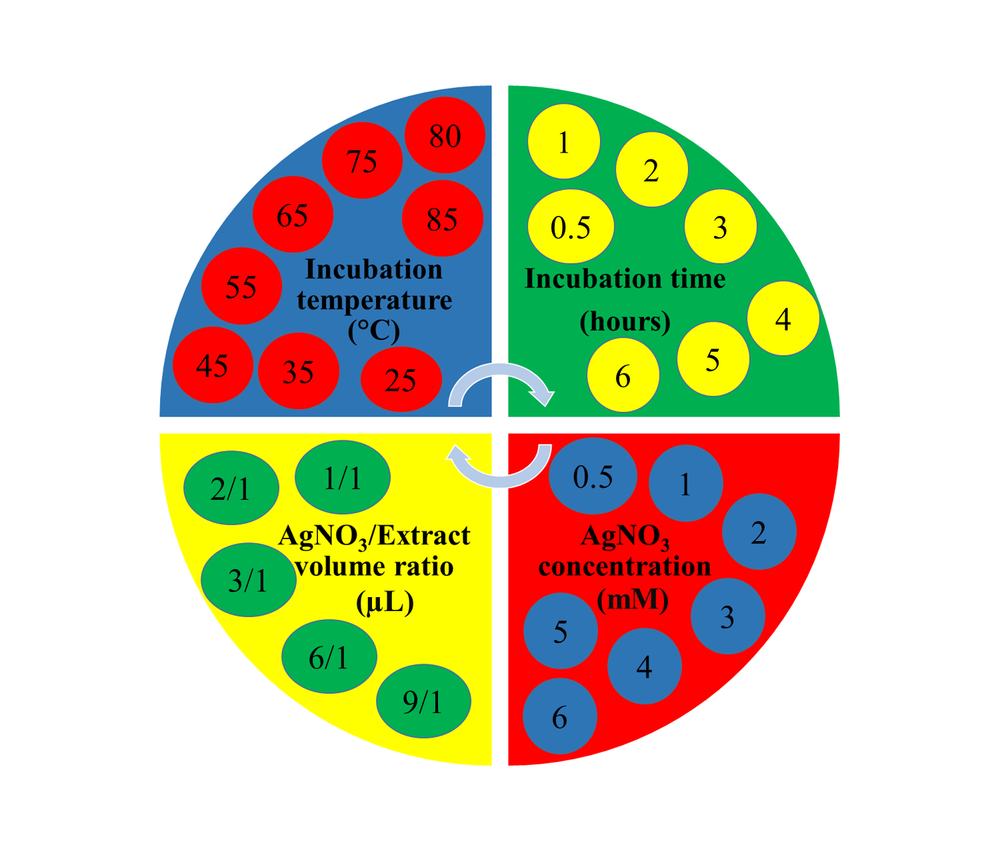 80
75
65
85
55
Incubation
temperature
(°C)
45
35
25
1
2
0.5
3
Incubation time
(hours)
4
5
6
2/1
1/1
AgNO₃/Extract
volume ratio
(µL)
3/1
6/1
9/1
0.5
1
2
AgNO₃
concentration
(mM)
3
5
4
6